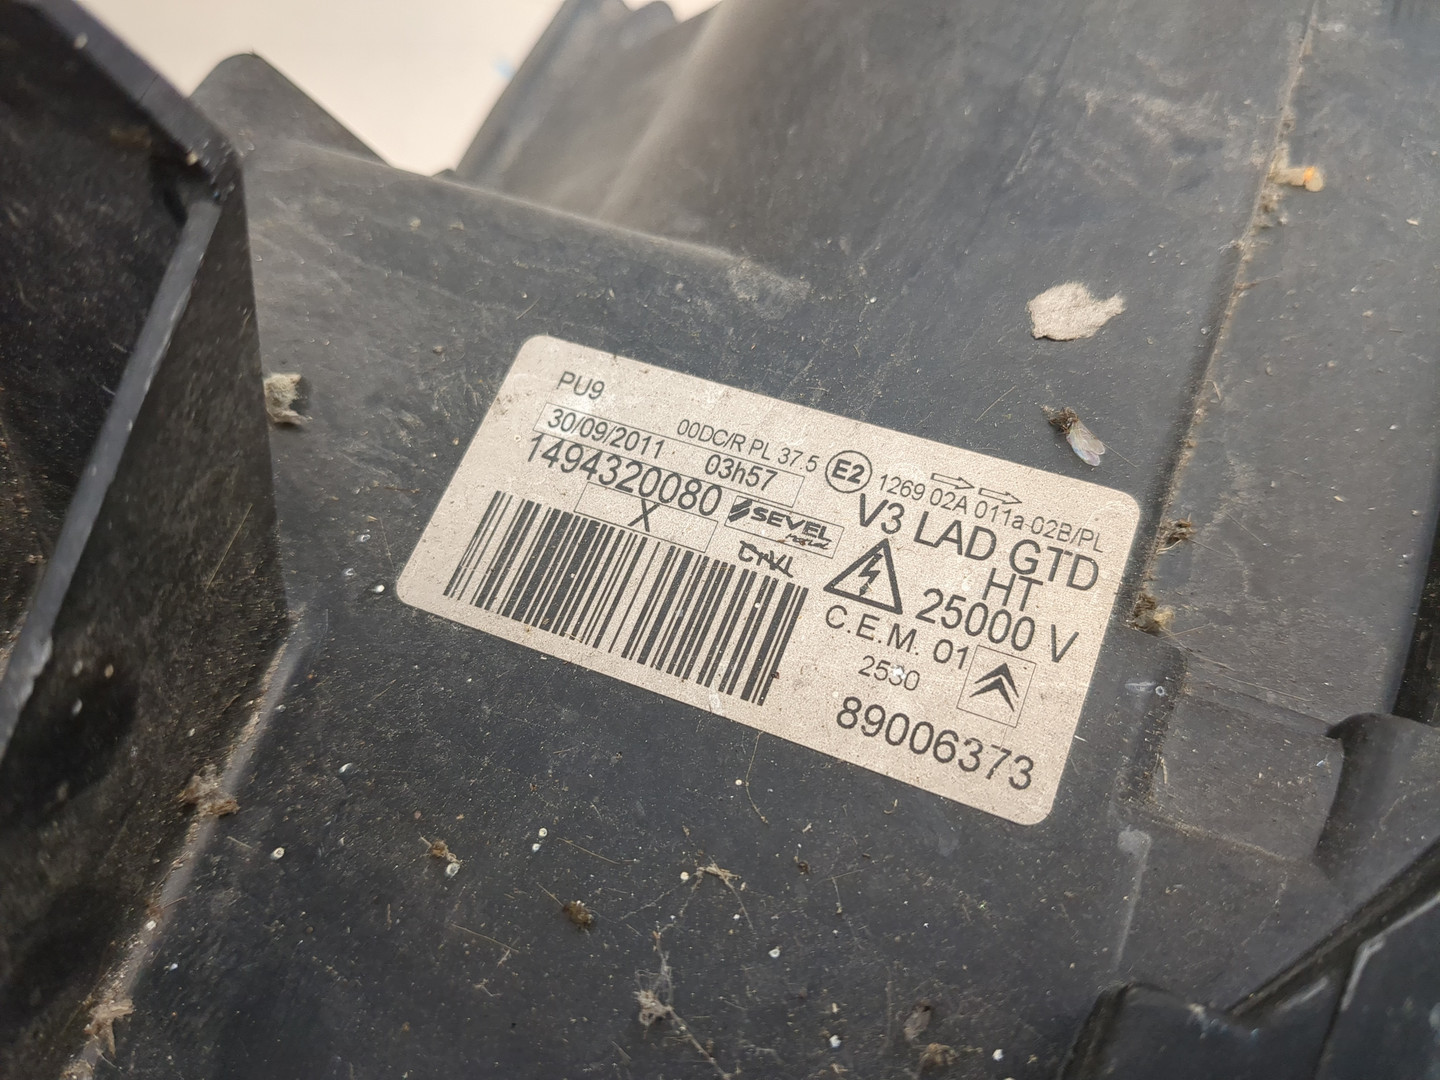 PU9
00DC/R PL 37.5 E2 1269 02A 011a 02B/PL
30/09/2011 03h57
1494320080 SEVEL V3 LAD GTD
X
HT
25000 V
C.E.M. 01
2530
89006373